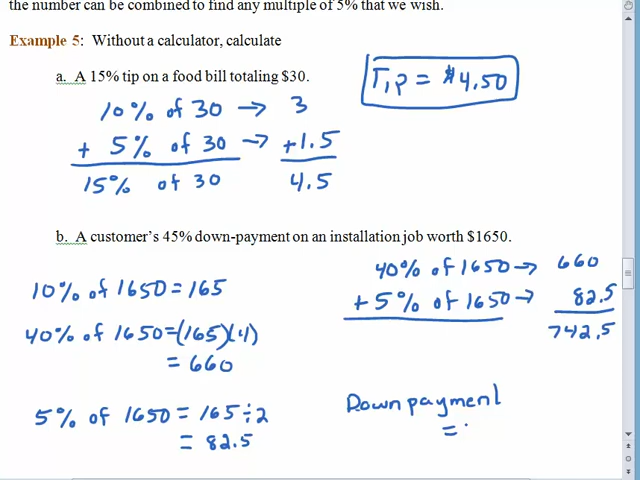 the number can be combined to find any multiple of 5% that we wish.
Example 5: Without a calculator, calculate
a. A 15% tip on a food bill totaling $30.
Tip = $4.50
10% of 30 → 3
+ 5% of 30 → +1.5
15% of 30 4.5
b. A customer's 45% down-payment on an installation job worth $1650.
10% of 1650 = 165
40% of 1650 = (165)(4)
= 660
5% of 1650 = 165 ÷ 2
= 82.5
40% of 1650 → 660
+ 5% of 1650 → 82.5
742.5
Down payment
=